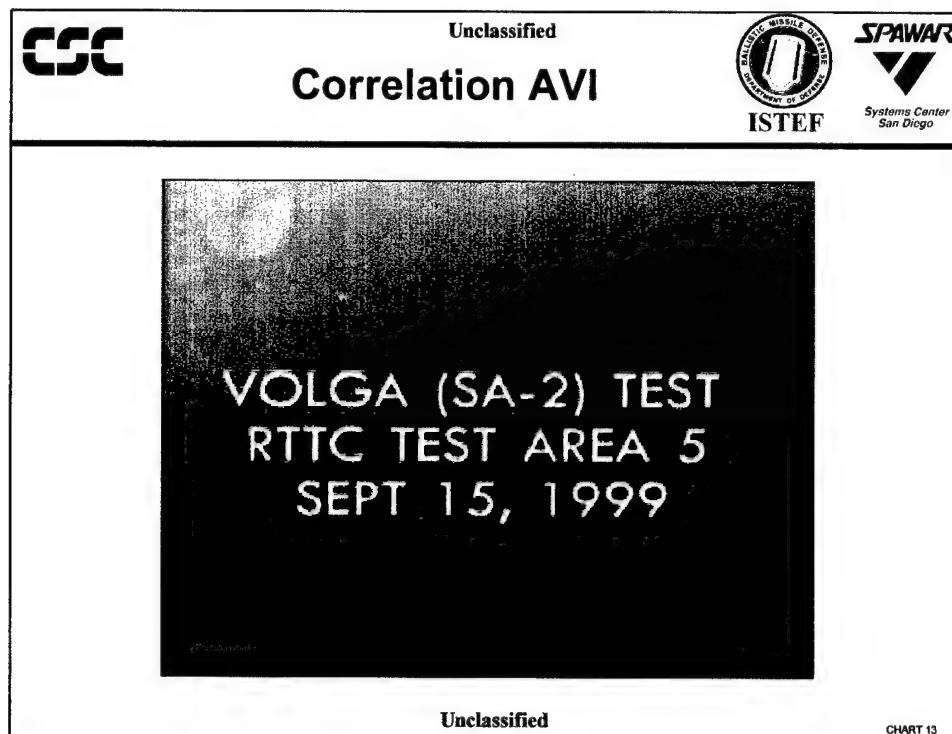 Unclassified
CSC
Correlation AVI
BALLISTIC MISSILE DEFENSE
DEPARTMENT OF DEFENSE
ISTEF
SPAWAR
Systems Center
San Diego
VOLGA (SA-2) TEST
RTTC TEST AREA 5
SEPT 15, 1999
Unclassified
CHART 13